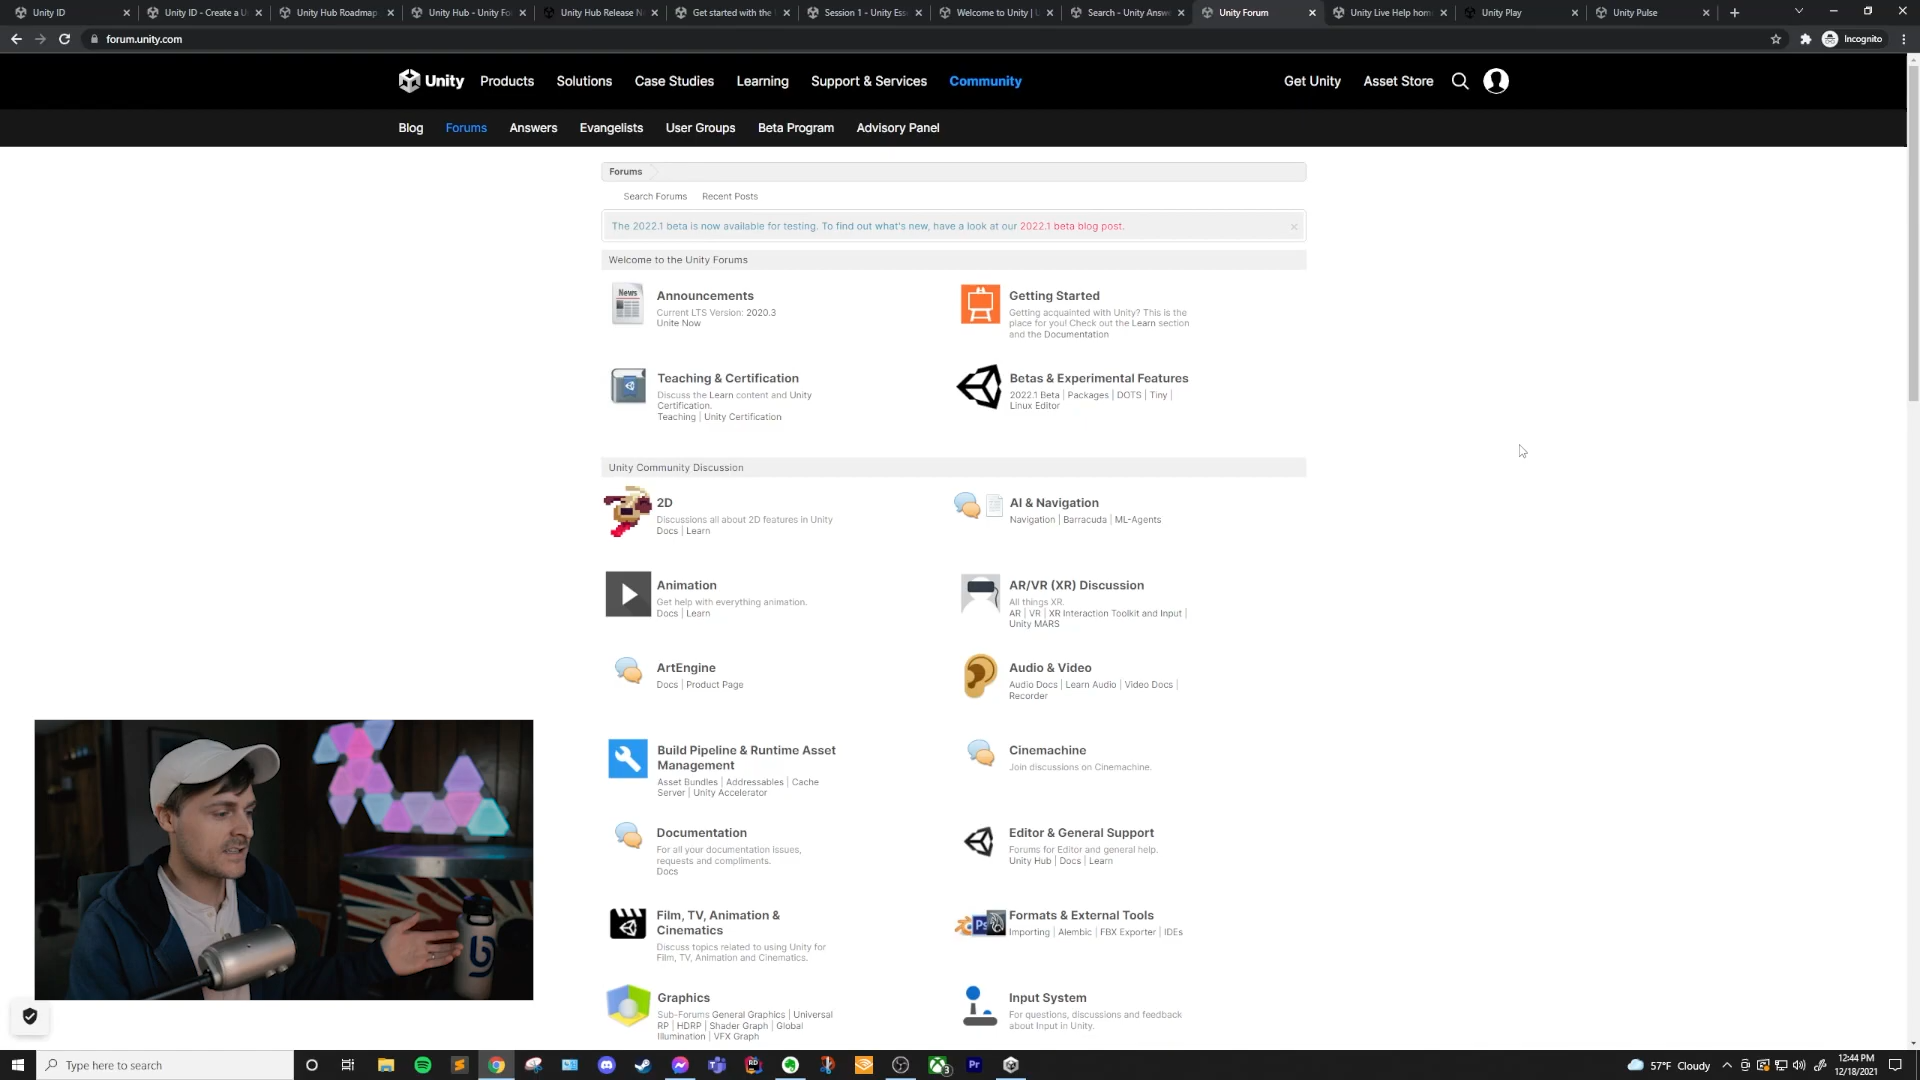 Unity ID
Unity ID - Create a U
Unity Hub Roadmap
Unity Hub - Unity Fo
Unity Hub Release N
Get started with the
Session 1 - Unity Ess
Welcome to Unity | L
Search - Unity Answ
Unity Forum
Unity Live Help hom
Unity Play
Unity Pulse
forum.unity.com
Incognito
Unity Products Solutions Case Studies Learning Support & Services Community Get Unity Asset Store
Blog Forums Answers Evangelists User Groups Beta Program Advisory Panel
Forums
Search Forums Recent Posts
The 2022.1 beta is now available for testing. To find out what's new, have a look at our 2022.1 beta blog post.
Welcome to the Unity Forums
News
Announcements
Current LTS Version: 2020.3
Unite Now
Getting Started
Getting acquainted with Unity? This is the
place for you! Check out the Learn section
and the Documentation
Teaching & Certification
Discuss the Learn content and Unity
Certification.
Teaching | Unity Certification
Betas & Experimental Features
2022.1 Beta | Packages | DOTS | Tiny |
Linux Editor
Unity Community Discussion
2D
Discussions all about 2D features in Unity
Docs | Learn
AI & Navigation
Navigation | Barracuda | ML-Agents
Animation
Get help with everything animation.
Docs | Learn
AR/VR (XR) Discussion
All things XR.
AR | VR | XR Interaction Toolkit and Input |
Unity MARS
ArtEngine
Docs | Product Page
Audio & Video
Audio Docs | Learn Audio | Video Docs |
Recorder
Build Pipeline & Runtime Asset
Management
Asset Bundles | Addressables | Cache
Server | Unity Accelerator
Cinemachine
Join discussions on Cinemachine.
Documentation
For all your documentation issues,
requests and compliments.
Docs
Editor & General Support
Forums for Editor and general help.
Unity Hub | Docs | Learn
Film, TV, Animation &
Cinematics
Discuss topics related to using Unity for
Film, TV, Animation and Cinematics.
Ps
Formats & External Tools
Importing | Alembic | FBX Exporter | IDEs
Graphics
Sub-Forums General Graphics | Universal
RP | HDRP | Shader Graph | Global
Illumination | VFX Graph
Input System
For questions, discussions and feedback
about Input in Unity.
Type here to search
RD
Pr
3
57°F Cloudy
12:44 PM
12/18/2021